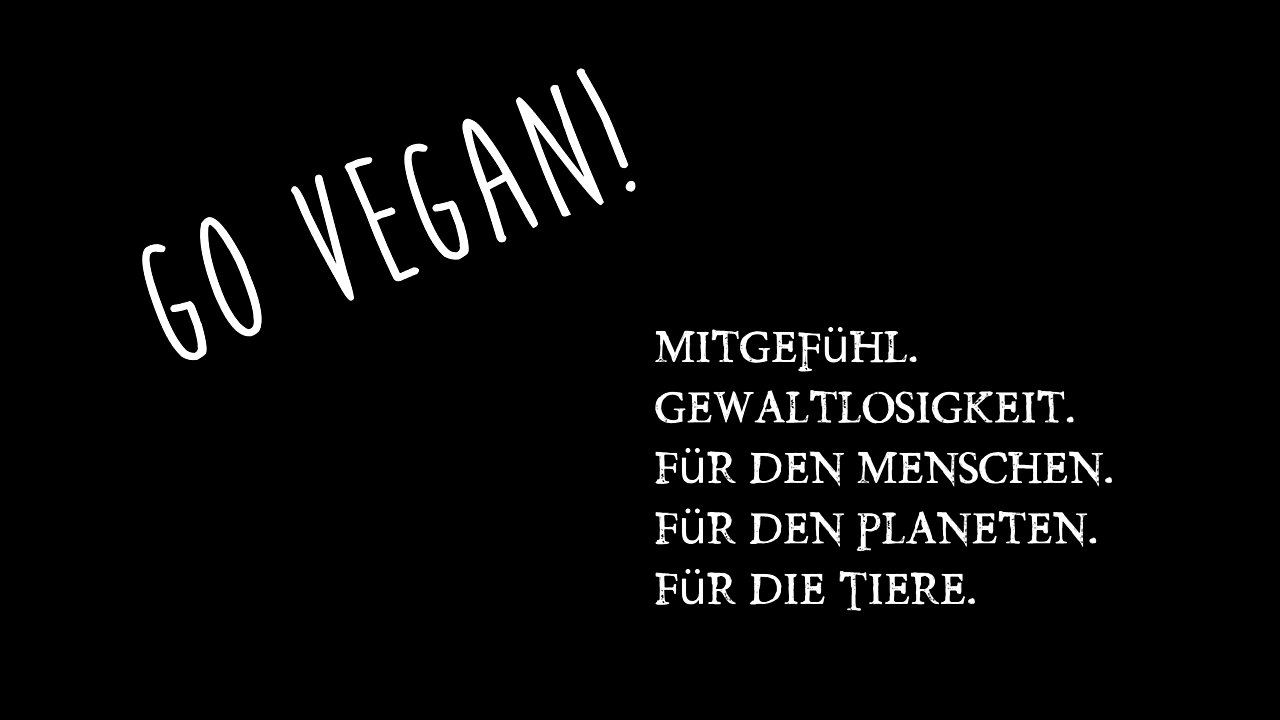 GO VEGAN!
MITGEFÜHL.
GEWALTLOSIGKEIT.
FÜR DEN MENSCHEN.
FÜR DEN PLANETEN.
FÜR DIE TIERE.